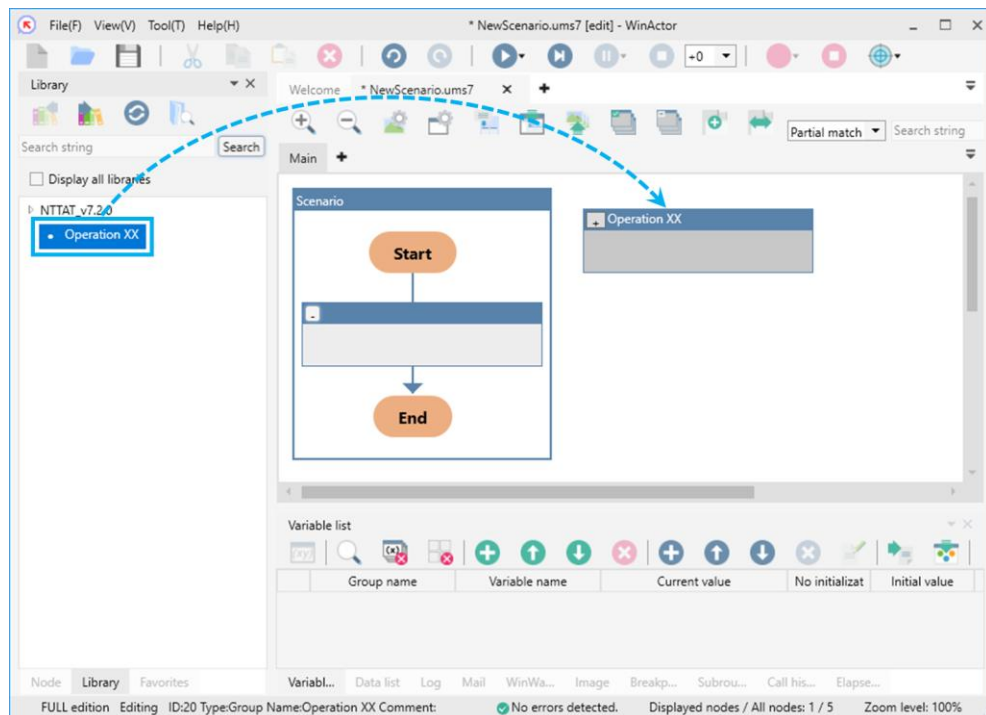 File(F) View(V) Tool(T) Help(H) * NewScenario.ums7 [edit] - WinActor
+0
Library
Welcome * NewScenario.ums7
Search string Search
Partial match Search string
Main
Display all libraries
NTTAT_v7.2.0
Operation XX
Scenario
Operation XX
Start
End
Variable list
Group name Variable name Current value No initializat Initial value
Node Library Favorites Variabl... Data list Log Mail WinWa... Image Breakp... Subrou... Call his... Elapse...
FULL edition Editing ID:20 Type:Group Name:Operation XX Comment: No errors detected. Displayed nodes / All nodes: 1 / 5 Zoom level: 100%